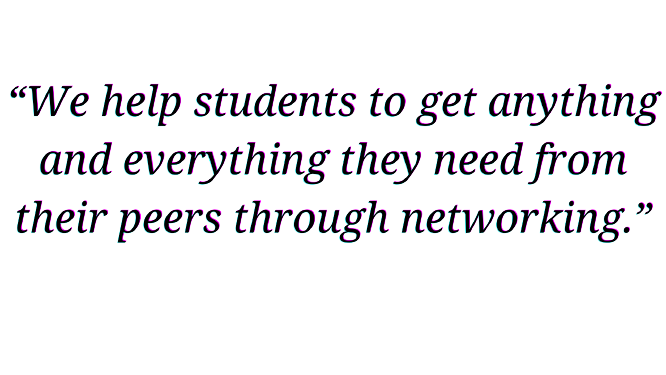 “We help students to get anything
and everything they need from
their peers through networking.”